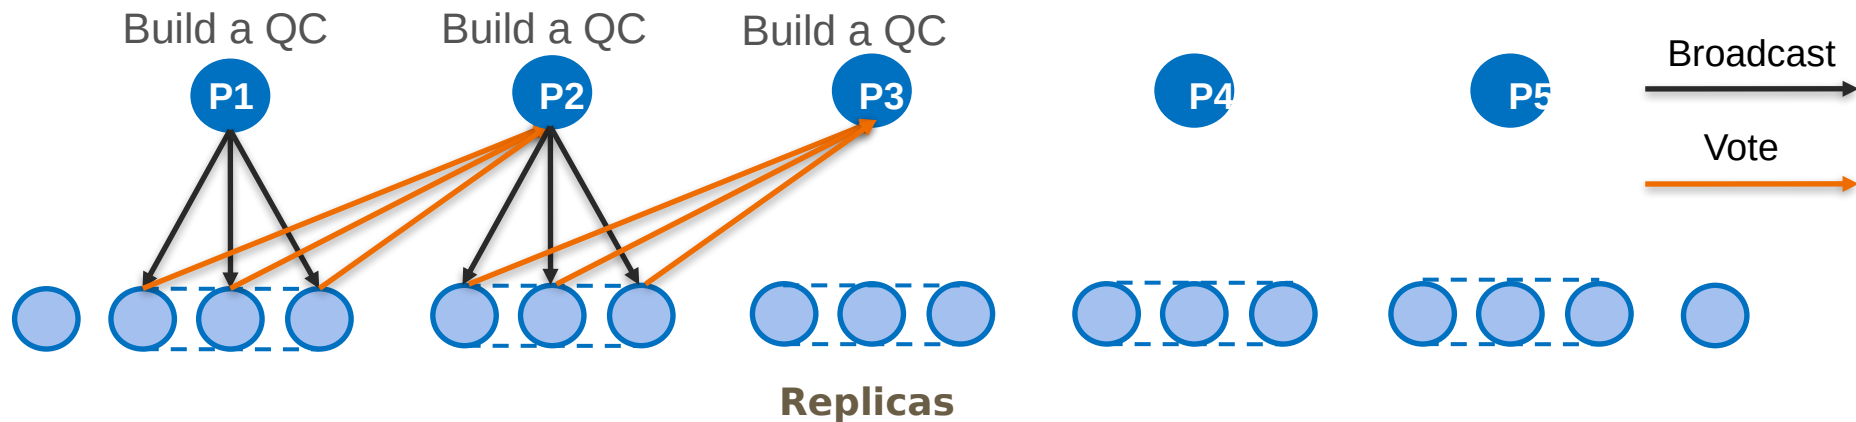 Build a QC
Build a QC
Build a QC
Broadcast
P1
P2
P3
P4
P5
Vote
Replicas